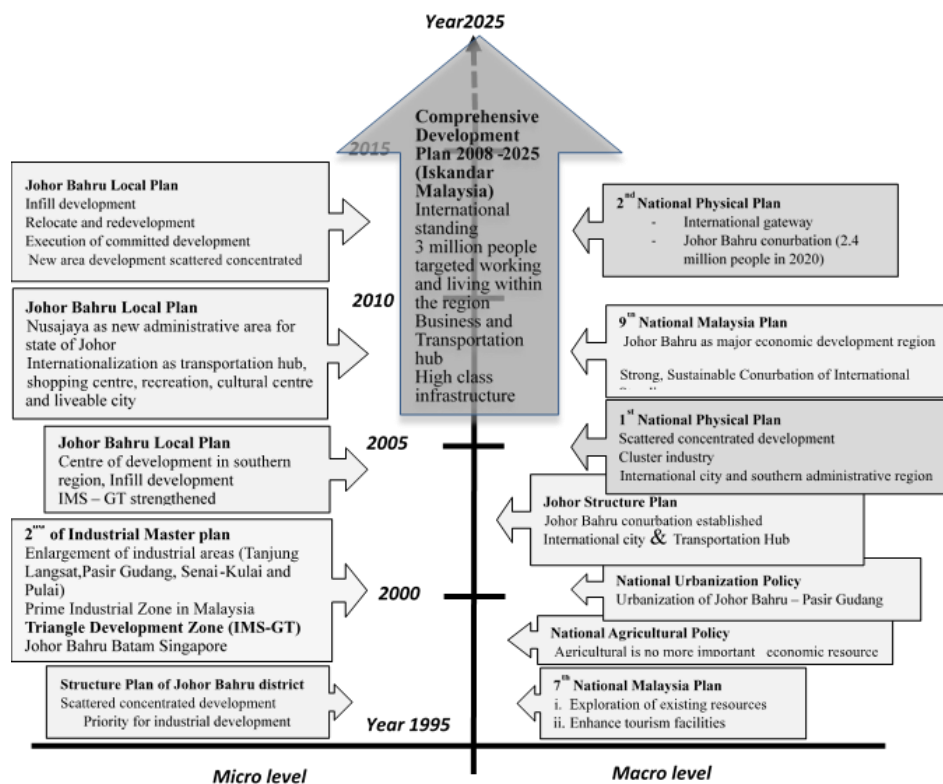 Year2025
Comprehensive
Development
Plan 2008 -2025
(Iskandar
Malaysia)
International
standing
3 million people
targeted working
and living within
the region
Business and
Transportation
hub
High class
infrastructure
2015
Johor Bahru Local Plan
Infill development
Relocate and redevelopment
Execution of committed development
New area development scattered concentrated
2nd National Physical Plan
- International gateway
- Johor Bahru conurbation (2.4
million people in 2020)
2010
Johor Bahru Local Plan
Nusajaya as new administrative area for
state of Johor
Internationalization as transportation hub,
shopping centre, recreation, cultural centre
and liveable city
9th National Malaysia Plan
Johor Bahru as major economic development region
Strong, Sustainable Conurbation of International
2005
Johor Bahru Local Plan
Centre of development in southern
region, Infill development
IMS – GT strengthened
1st National Physical Plan
Scattered concentrated development
Cluster industry
International city and southern administrative region
Johor Structure Plan
Johor Bahru conurbation established
International city & Transportation Hub
2nd of Industrial Master plan
Enlargement of industrial areas (Tanjung
Langsat,Pasir Gudang, Senai-Kulai and
Pulai)
Prime Industrial Zone in Malaysia
Triangle Development Zone (IMS-GT)
Johor Bahru Batam Singapore
2000
National Urbanization Policy
Urbanization of Johor Bahru – Pasir Gudang
National Agricultural Policy
Agricultural is no more important economic resource
Structure Plan of Johor Bahru district
Scattered concentrated development
Priority for industrial development
Year 1995
7th National Malaysia Plan
i. Exploration of existing resources
ii. Enhance tourism facilities
Micro level
Macro level